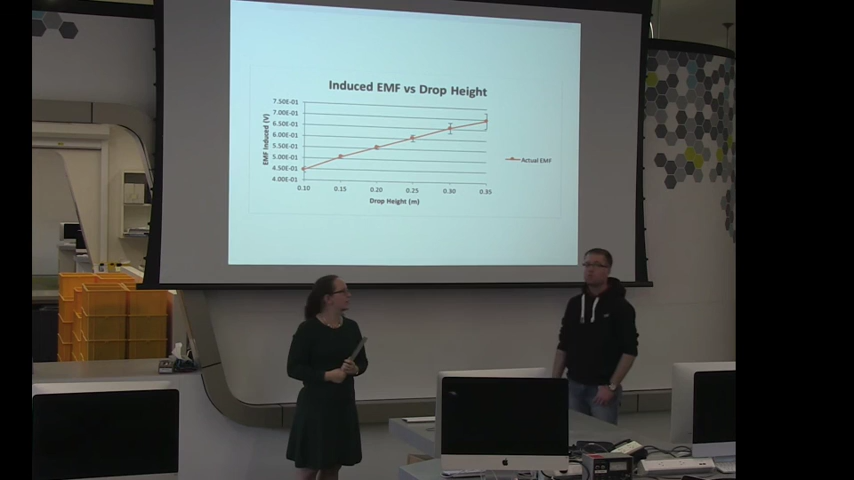 Induced EMF vs Drop Height
7.50E-01
7.00E-01
6.50E-01
6.00E-01
5.50E-01
5.00E-01
4.50E-01
4.00E-01
EMF Induced (V)
0.10 0.15 0.20 0.25 0.30 0.35
Drop Height (m)
Actual EMF